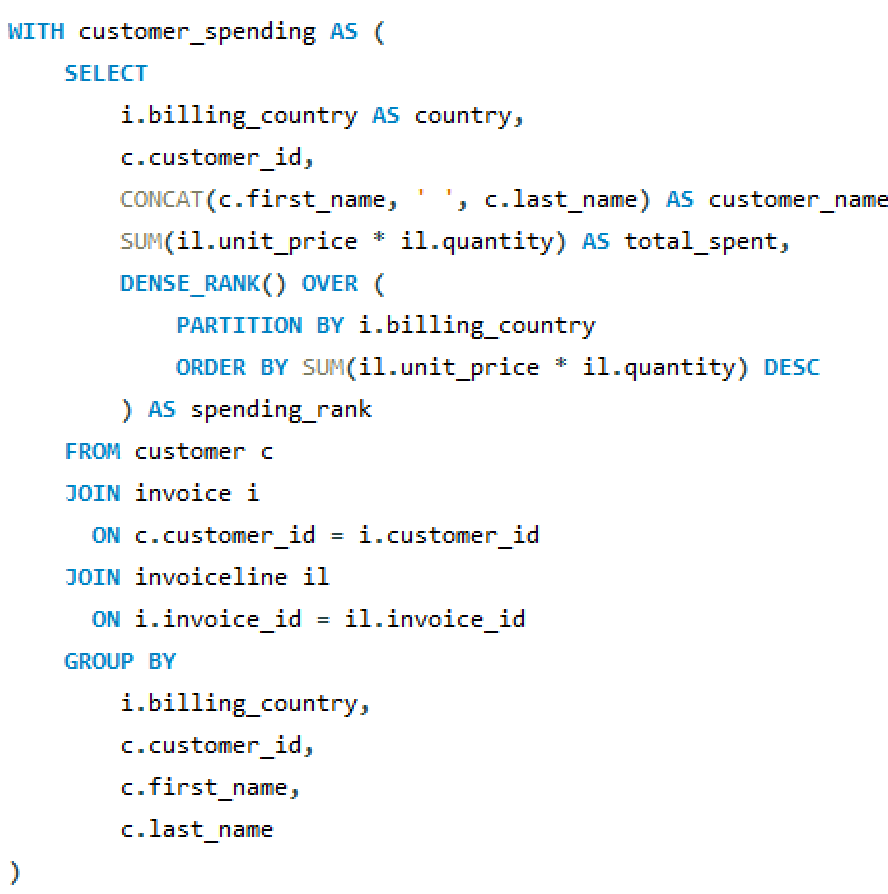 WITH customer_spending AS (
    SELECT
        i.billing_country AS country,
        c.customer_id,
        CONCAT(c.first_name, ' ', c.last_name) AS customer_name
        SUM(il.unit_price * il.quantity) AS total_spent,
        DENSE_RANK() OVER (
            PARTITION BY i.billing_country
            ORDER BY SUM(il.unit_price * il.quantity) DESC
        ) AS spending_rank
    FROM customer c
    JOIN invoice i
      ON c.customer_id = i.customer_id
    JOIN invoiceline il
      ON i.invoice_id = il.invoice_id
    GROUP BY
        i.billing_country,
        c.customer_id,
        c.first_name,
        c.last_name
)